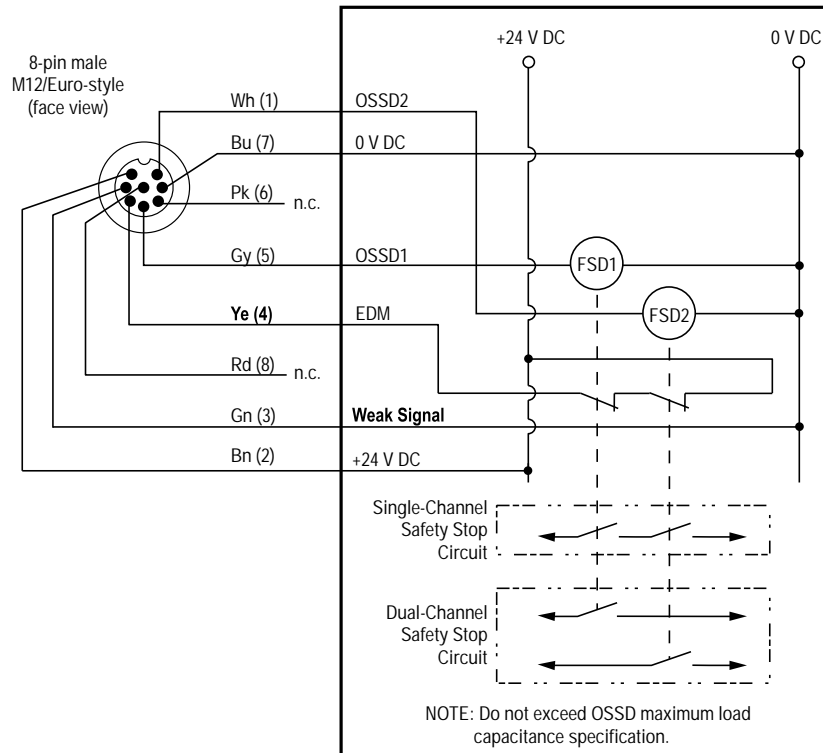 +24 V DC
0 V DC
8-pin male
M12/Euro-style
(face view)
Wh (1)
OSSD2
Bu (7)
0 V DC
Pk (6)
n.c.
Gy (5)
OSSD1
FSD1
Ye (4)
EDM
FSD2
Rd (8)
n.c.
Gn (3)
Weak Signal
Bn (2)
+24 V DC
Single-Channel
Safety Stop
Circuit
Dual-Channel
Safety Stop
Circuit
NOTE: Do not exceed OSSD maximum load
capacitance specification.